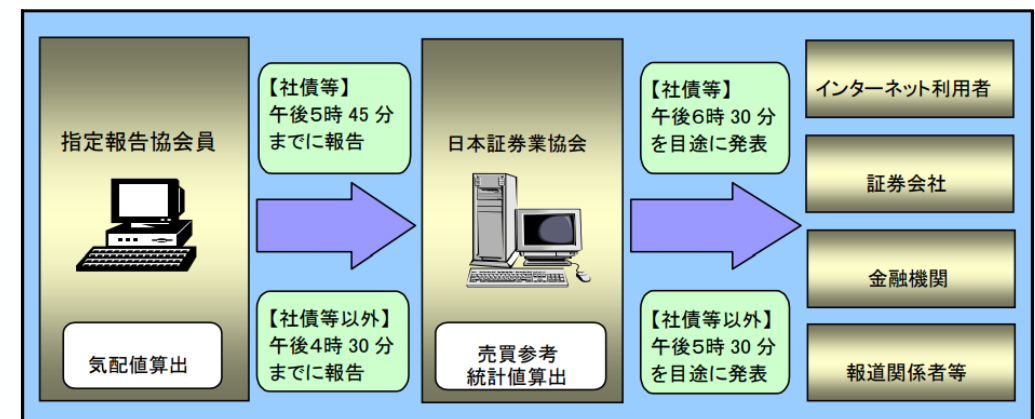 指定報告協会員
気配値算出
【社債等】
午後5時 45 分
までに報告
【社債等以外】
午後4時 30 分
までに報告
日本証券業協会
売買参考
統計値算出
【社債等】
午後6時 30 分
を目途に発表
【社債等以外】
午後5時 30 分
を目途に発表
インターネット利用者
証券会社
金融機関
報道関係者等